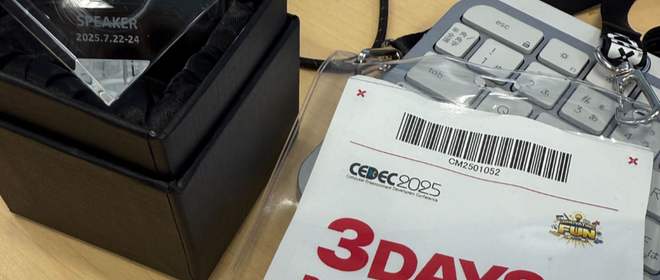 SPEAKER
2025.7.22-24
esc
tab
CM2501052
CEDEC2025
Computer Entertainment Developers Conference
FUN
3DAYS